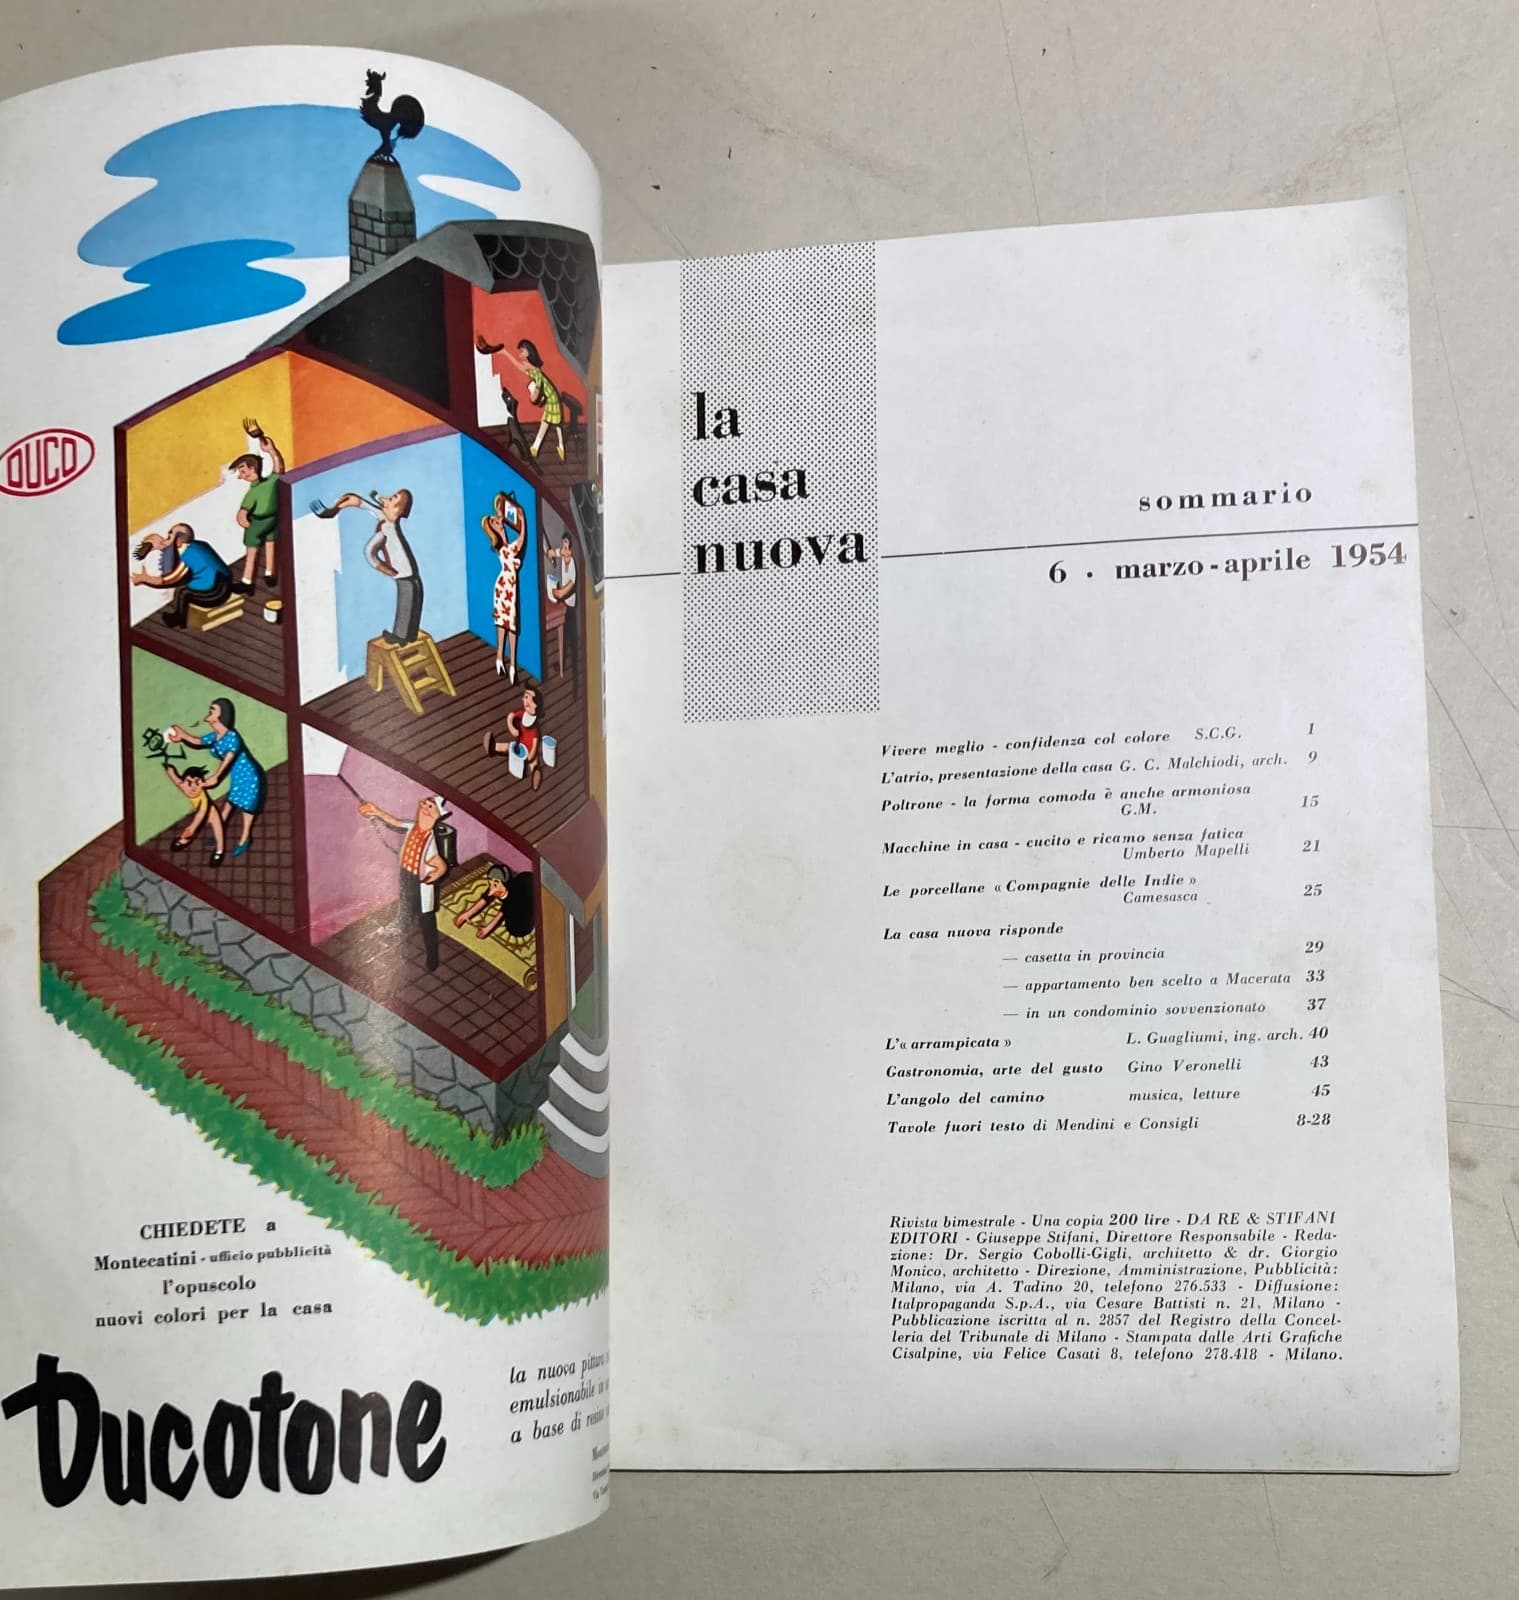 DUCO
CHIEDETE a
Montecatini - ufficio pubblicità
l'opuscolo
nuovi colori per la casa
Ducotone
la nuova pittura
emulsionabile in
a base di
la
casa
nuova
sommario
6 . marzo - aprile 1954
Vivere meglio - confidenza col colore S.C.G. 1
L'atrio, presentazione della casa G. C. Malchiodi, arch. 9
Poltrone - la forma comoda è anche armoniosa
G.M. 15
Macchine in casa - cucito e ricamo senza fatica
Umberto Mapelli 21
Le porcellane « Compagnie delle Indie »
Camesasca 25
La casa nuova risponde
— casetta in provincia 29
— appartamento ben scelto a Macerata 33
— in un condominio sovvenzionato 37
L'« arrampicata » L. Guagliumi, ing. arch. 40
Gastronomia, arte del gusto Gino Veronelli 43
L'angolo del camino musica, letture 45
Tavole fuori testo di Mendini e Consigli 8-28
Rivista bimestrale - Una copia 200 lire - DA RE & STIFANI
EDITORI - Giuseppe Stifani, Direttore Responsabile - Reda-
zione: Dr. Sergio Cobolli-Gigli, architetto & dr. Giorgio
Monico, architetto - Direzione, Amministrazione, Pubblicità:
Milano, via A. Tadino 20, telefono 276.533 - Diffusione:
Italpropaganda S.p.A., via Cesare Battisti n. 21, Milano -
Pubblicazione iscritta al n. 2857 del Registro della Concel-
leria del Tribunale di Milano - Stampata dalle Arti Grafiche
Cisalpine, via Felice Casati 8, telefono 278.418 - Milano.